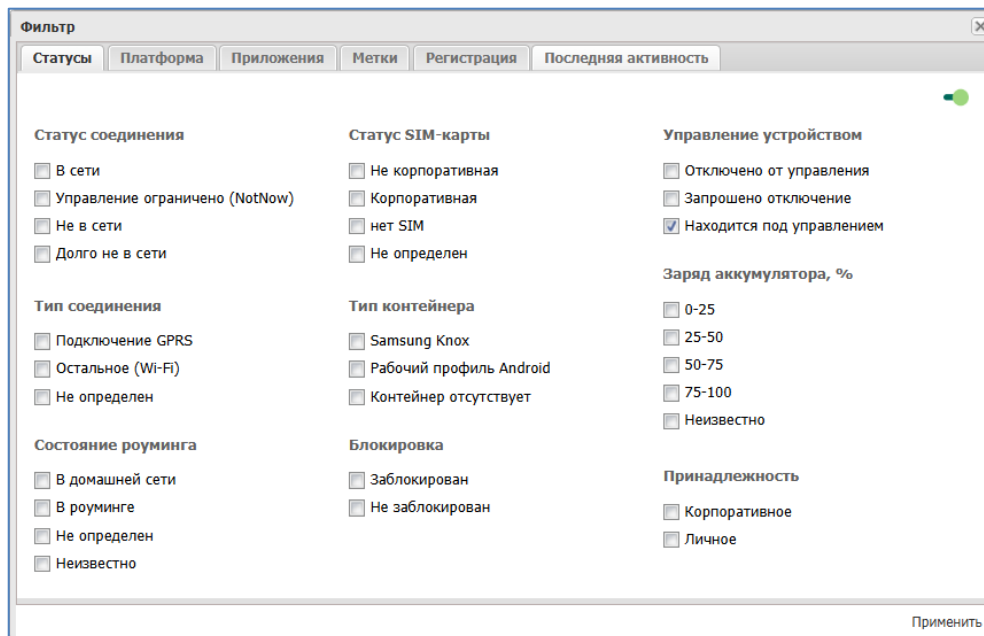 Фильтр
Статусы
Платформа
Приложения
Метки
Регистрация
Последняя активность
Статус соединения
В сети
Управление ограничено (NotNow)
Не в сети
Долго не в сети
Тип соединения
Подключение GPRS
Остальное (Wi-Fi)
Не определен
Состояние роуминга
В домашней сети
В роуминге
Не определен
Неизвестно
Статус SIM-карты
Не корпоративная
Корпоративная
нет SIM
Не определен
Тип контейнера
Samsung Knox
Рабочий профиль Android
Контейнер отсутствует
Блокировка
Заблокирован
Не заблокирован
Управление устройством
Отключено от управления
Запрошено отключение
Находится под управлением
Заряд аккумулятора, %
0-25
25-50
50-75
75-100
Неизвестно
Принадлежность
Корпоративное
Личное
Применить